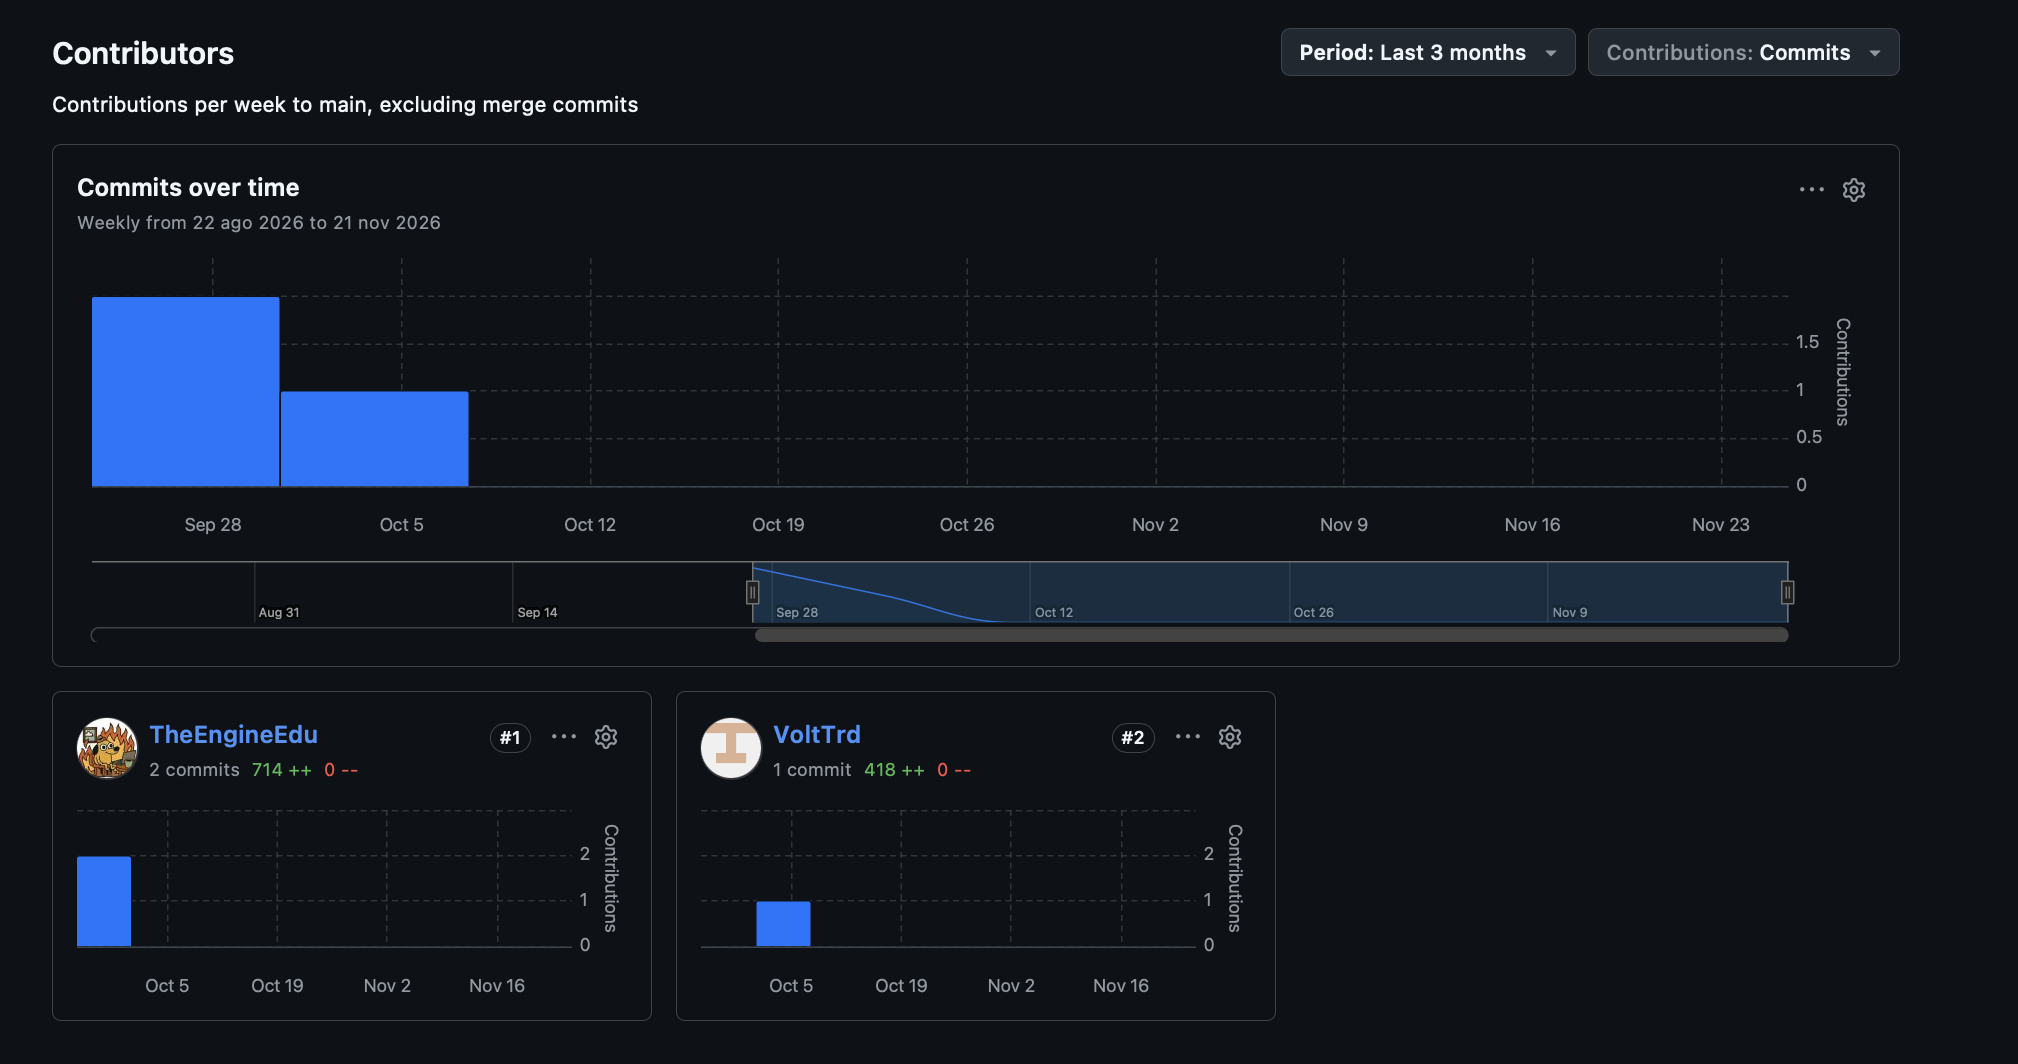 Contributors
Period: Last 3 months
Contributions: Commits
Contributions per week to main, excluding merge commits
Commits over time
Weekly from 22 ago 2026 to 21 nov 2026
1.5
1
0.5
0
Contributions
Sep 28 Oct 5 Oct 12 Oct 19 Oct 26 Nov 2 Nov 9 Nov 16 Nov 23
Aug 31 Sep 14 Sep 28 Oct 12 Oct 26 Nov 9
TheEngineEdu
#1
2 commits 714 ++ 0 --
2
1
0
Contributions
Oct 5 Oct 19 Nov 2 Nov 16
VoltTrd
#2
1 commit 418 ++ 0 --
2
1
0
Contributions
Oct 5 Oct 19 Nov 2 Nov 16